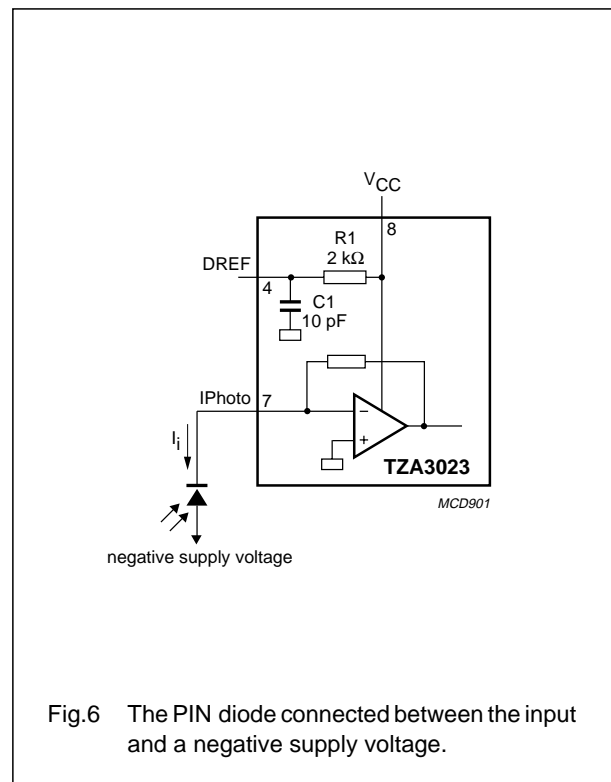 VCC
8
R1
2 kΩ
DREF
4
C1
10 pF
IPhoto
7
Ii
−
+
TZA3023
MCD901
negative supply voltage
Fig.6 The PIN diode connected between the input
and a negative supply voltage.